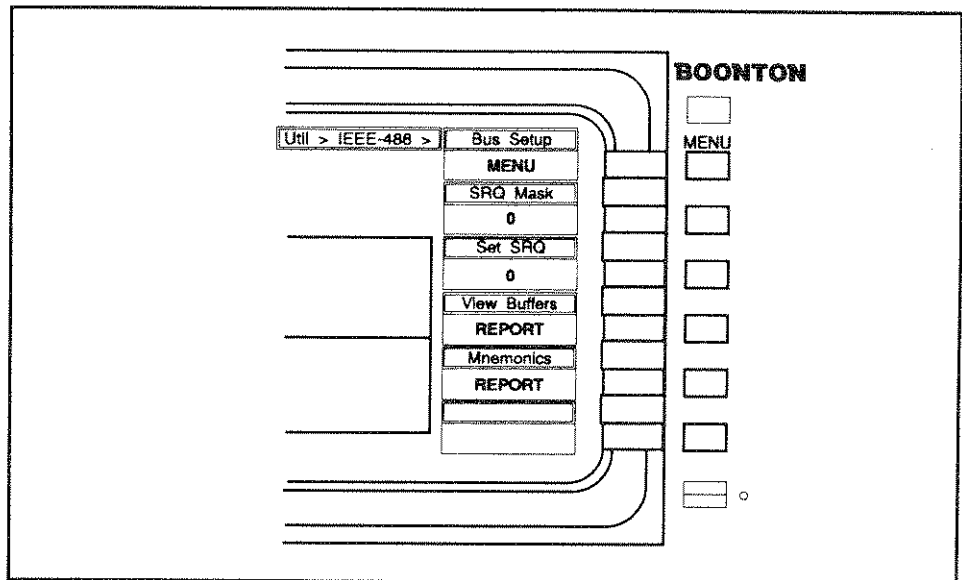 BOONTON
MENU
Util > IEEE-488 >
Bus Setup
MENU
SRQ Mask
0
Set SRQ
0
View Buffers
REPORT
Mnemonics
REPORT